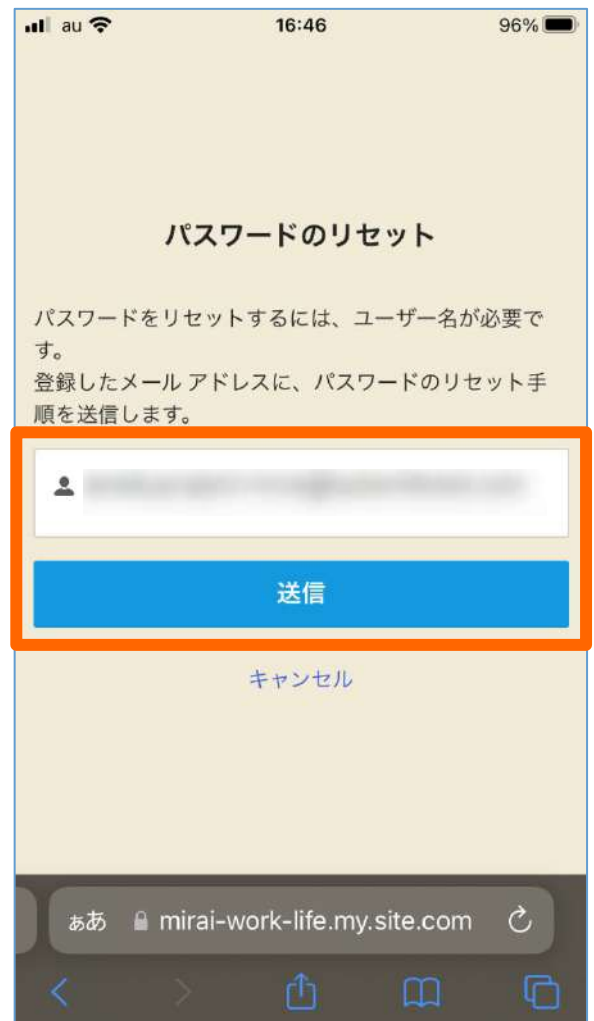 au 16:46 96%
パスワードのリセット
パスワードをリセットするには、ユーザー名が必要で
す。
登録したメール アドレスに、パスワードのリセット手
順を送信します。
送信
キャンセル
ぁあ mirai-work-life.my.site.com